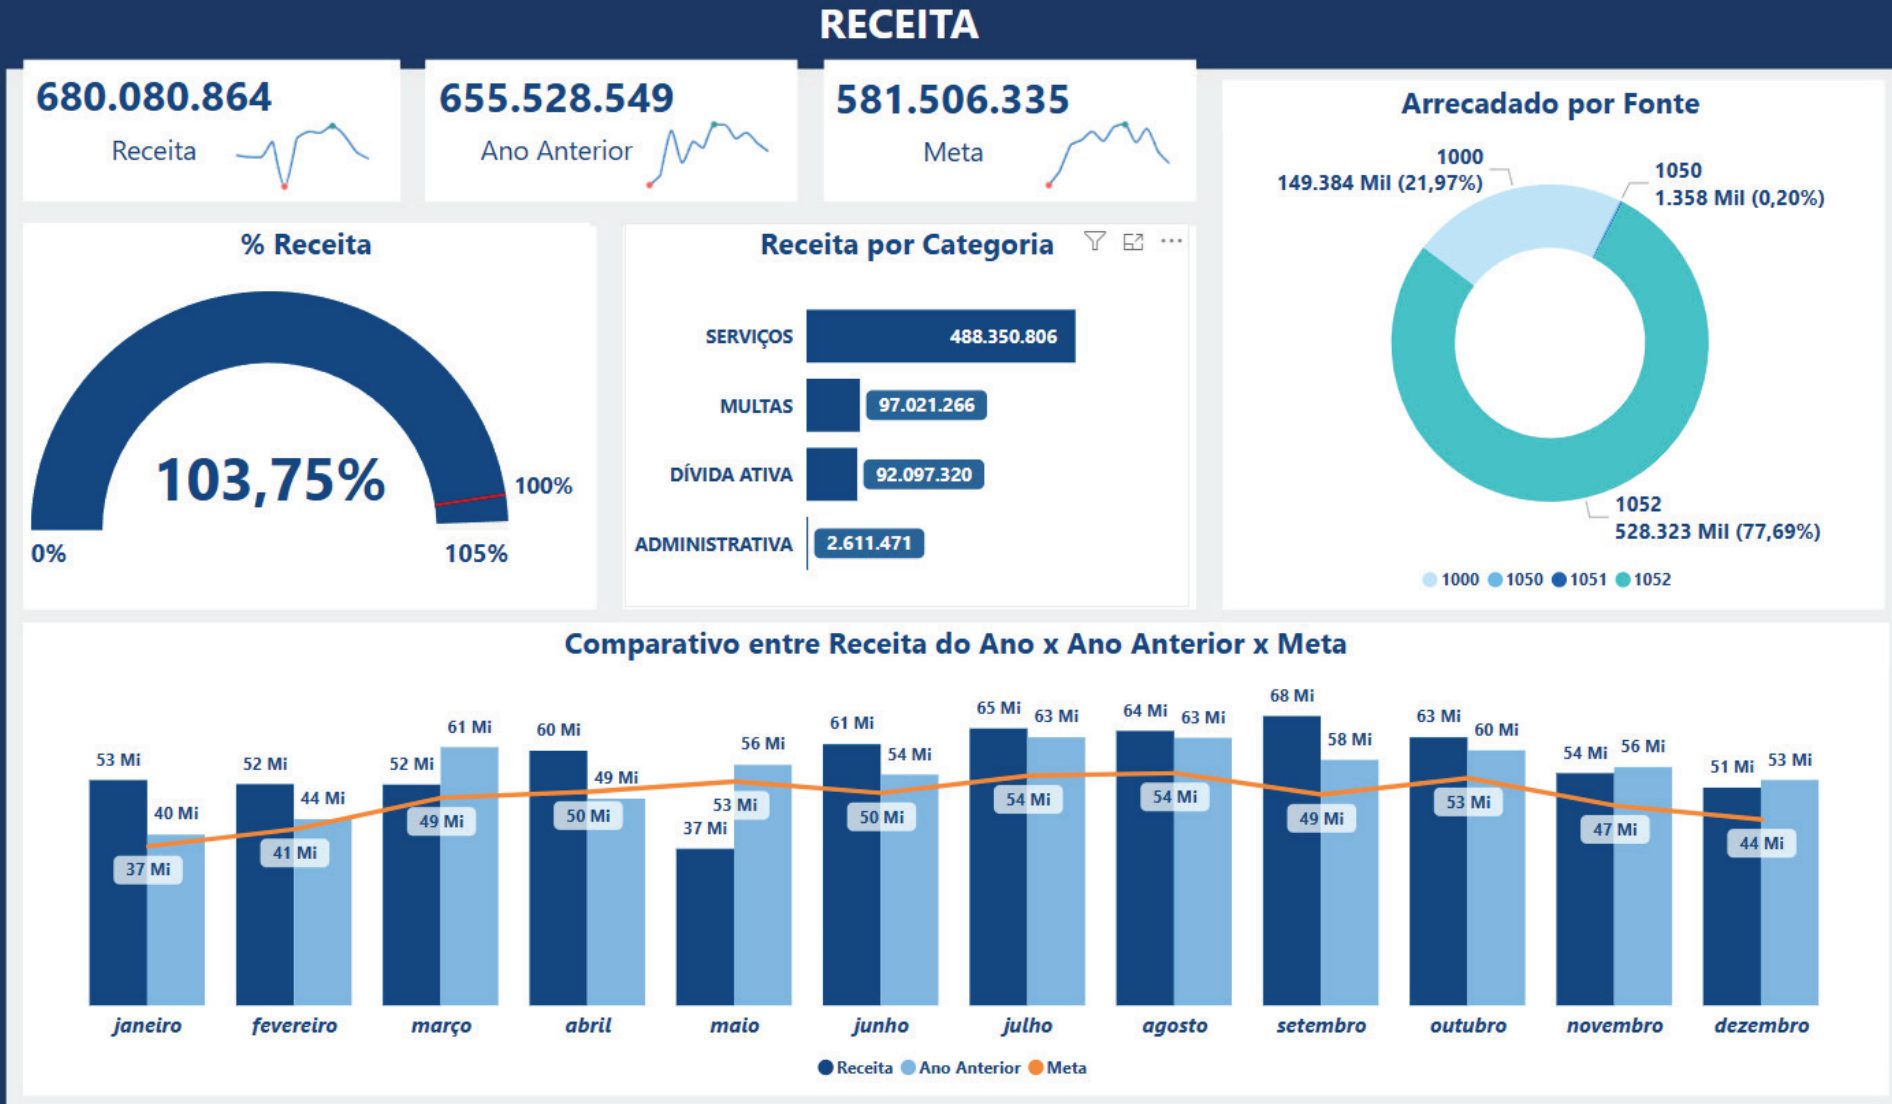 RECEITA
680.080.864
Receita
655.528.549
Ano Anterior
581.506.335
Meta
Arrecadado por Fonte
1000
149.384 Mil (21,97%)
1050
1.358 Mil (0,20%)
1052
528.323 Mil (77,69%)
1000 1050 1051 1052
% Receita
103,75%
100%
0%
105%
Receita por Categoria
SERVIÇOS 488.350.806
MULTAS 97.021.266
DÍVIDA ATIVA 92.097.320
ADMINISTRATIVA 2.611.471
Comparativo entre Receita do Ano x Ano Anterior x Meta
53 Mi 40 Mi 37 Mi
52 Mi 44 Mi 41 Mi
52 Mi 61 Mi 49 Mi
60 Mi 49 Mi 50 Mi
37 Mi 56 Mi 53 Mi
61 Mi 54 Mi 50 Mi
65 Mi 63 Mi 54 Mi
64 Mi 63 Mi 54 Mi
68 Mi 58 Mi 49 Mi
63 Mi 60 Mi 53 Mi
54 Mi 56 Mi 47 Mi
51 Mi 53 Mi 44 Mi
janeiro fevereiro março abril maio junho julho agosto setembro outubro novembro dezembro
Receita Ano Anterior Meta